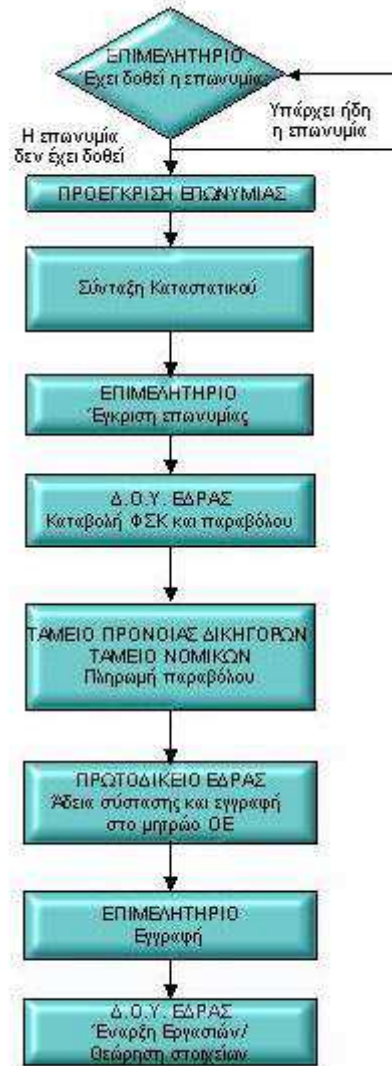 ΕΠΙΜΕΛΗΤΗΡΙΟ
Έχει δοθεί η επωνυμία;
Υπάρχει ήδη
η επωνυμία
Η επωνυμία
δεν έχει δοθεί
ΠΡΟΕΓΚΡΙΣΗ ΕΠΩΝΥΜΙΑΣ
Σύνταξη Καταστατικού
ΕΠΙΜΕΛΗΤΗΡΙΟ
Έγκριση επωνυμίας
Δ.Ο.Υ. ΕΔΡΑΣ
Καταβολή ΦΣΚ και παραβόλου
ΤΑΜΕΙΟ ΠΡΟΝΟΙΑΣ ΔΙΚΗΓΟΡΩΝ
ΤΑΜΕΙΟ ΝΟΜΙΚΩΝ
Πληρωμή παραβόλου
ΠΡΩΤΟΔΙΚΕΙΟ ΕΔΡΑΣ
Άδεια σύστασης και εγγραφή
στο μητρώο ΟΕ
ΕΠΙΜΕΛΗΤΗΡΙΟ
Εγγραφή
Δ.Ο.Υ. ΕΔΡΑΣ
Έναρξη Εργασιών/
Θεώρηση στοιχείων